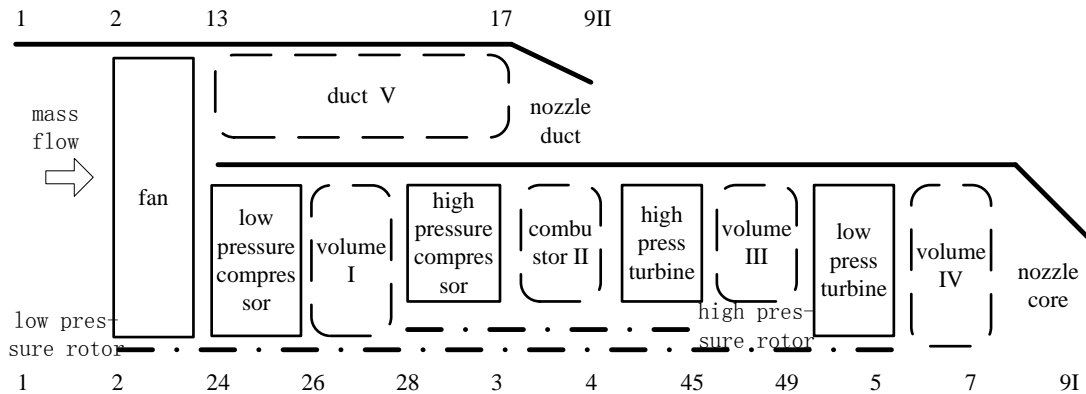 1 2 13 17 9II
duct V
mass
flow
nozzle
duct
fan
low
pressure
compres
sor
volume
I
high
pressure
compres
sor
combu
stor II
high
press
turbine
volume
III
low
press
turbine
volume
IV
nozzle
core
low pres-
sure rotor
high pres-
sure rotor
1 2 24 26 28 3 4 45 49 5 7 9I